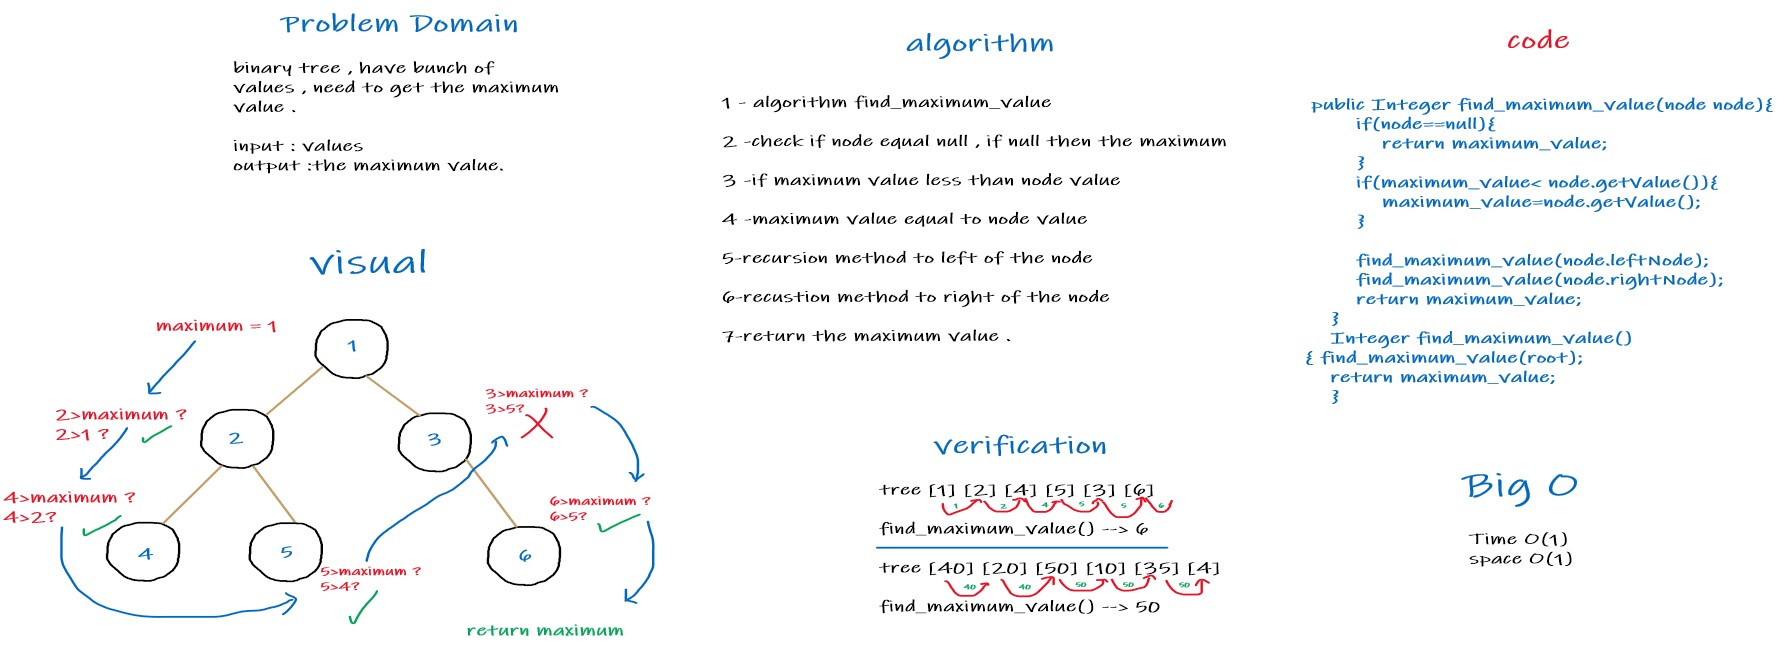 Problem Domain
binary tree , have bunch of
values , need to get the maximum
value .
input : values
output :the maximum value.
visual
maximum = 1
1
2>maximum ?
2>1 ?
2
3
3>maximum ?
3>5?
4>maximum ?
4>2?
4
5
5>maximum ?
5>4?
6
6>maximum ?
6>5?
return maximum
algorithm
1 - algorithm find_maximum_value
2 -check if node equal null , if null then the maximum
3 -if maximum value less than node value
4 -maximum value equal to node value
5-recursion method to left of the node
6-recustion method to right of the node
7-return the maximum value .
verification
tree [1] [2] [4] [5] [3] [6]
1 2 4 5 5 6
find_maximum_value() --> 6
tree [40] [20] [50] [10] [35] [4]
40 40 50 50 50
find_maximum_value() --> 50
code
public Integer find_maximum_value(node node){
if(node==null){
return maximum_value;
}
if(maximum_value< node.getValue()){
maximum_value=node.getValue();
}
find_maximum_value(node.leftNode);
find_maximum_value(node.rightNode);
return maximum_value;
}
Integer find_maximum_value()
{ find_maximum_value(root);
return maximum_value;
}
Big O
Time O(1)
space O(1)